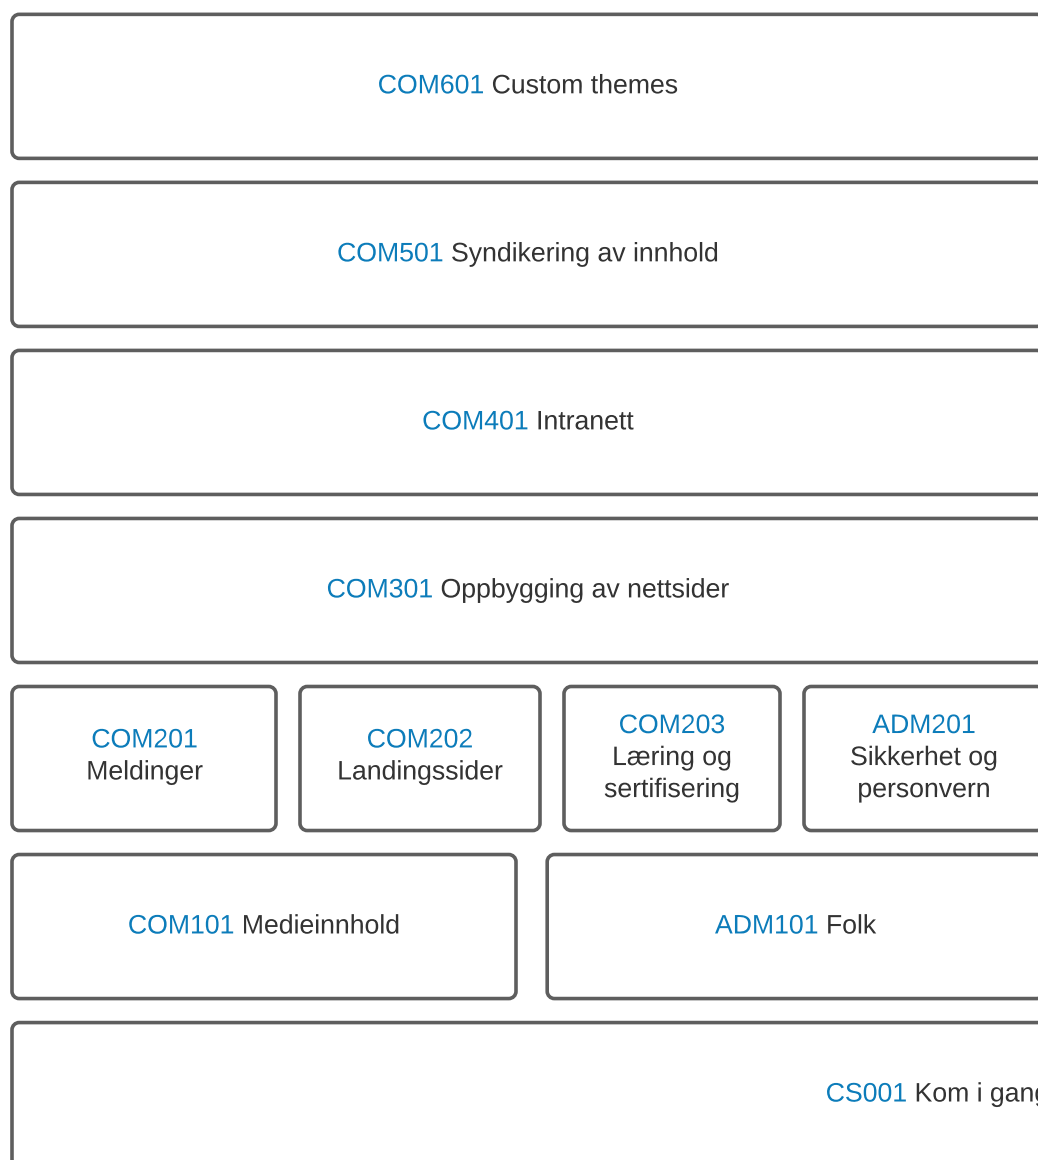 COM601 Custom themes
COM501 Syndikering av innhold
COM401 Intranett
COM301 Oppbygging av nettsider
COM201
Meldinger
COM202
Landingssider
COM203
Læring og
sertifisering
ADM201
Sikkerhet og
personvern
COM101 Medieinnhold
ADM101 Folk
CS001 Kom i gang